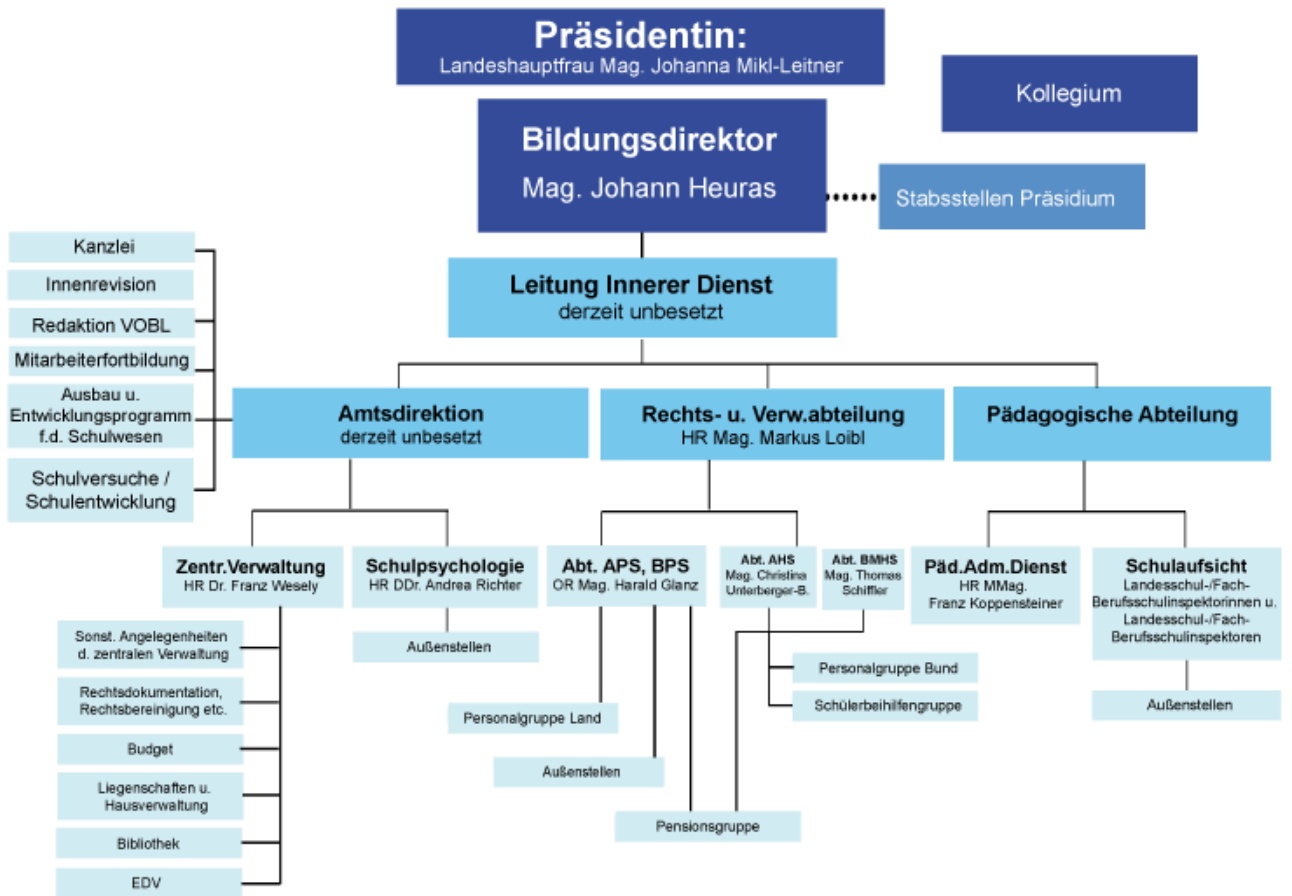 Präsidentin:
Landeshauptfrau Mag. Johanna Mikl-Leitner
Kollegium
Bildungsdirektor
Mag. Johann Heuras
Stabsstellen Präsidium
Kanzlei
Innenrevision
Redaktion VOBL
Mitarbeiterfortbildung
Ausbau u.
Entwicklungsprogramm
f.d. Schulwesen
Schulversuche /
Schulentwicklung
Leitung Innerer Dienst
derzeit unbesetzt
Amtsdirektion
derzeit unbesetzt
Rechts- u. Verw.abteilung
HR Mag. Markus Loibl
Pädagogische Abteilung
Zentr.Verwaltung
HR Dr. Franz Wesely
Schulpsychologie
HR DDr. Andrea Richter
Abt. APS, BPS
OR Mag. Harald Glanz
Abt. AHS
Mag. Christina
Unterberger-B.
Abt. BMHS
Mag. Thomas
Schiffler
Päd.Adm.Dienst
HR MMag.
Franz Koppensteiner
Schulaufsicht
Landesschul-/Fach-
Berufsschulinspektorinnen u.
Landesschul-/Fach-
Berufsschulinspektoren
Sonst. Angelegenheiten
d. zentralen Verwaltung
Rechtsdokumentation,
Rechtsbereinigung etc.
Budget
Liegenschaften u.
Hausverwaltung
Bibliothek
EDV
Außenstellen
Personalgruppe Land
Außenstellen
Pensionsgruppe
Personalgruppe Bund
Schülerbeihilfengruppe
Außenstellen